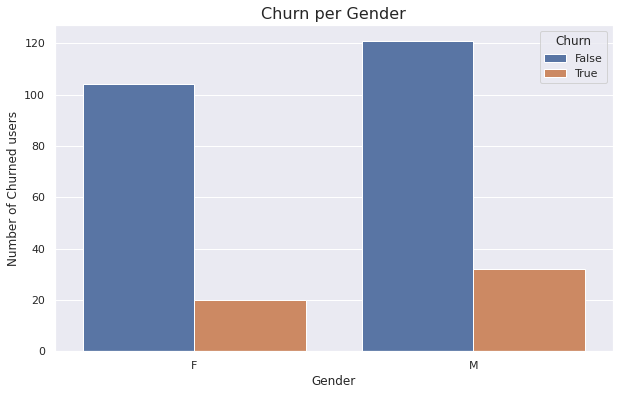 Churn per Gender
Churn
False
True
Number of Churned users
120
100
80
60
40
20
0
F
M
Gender